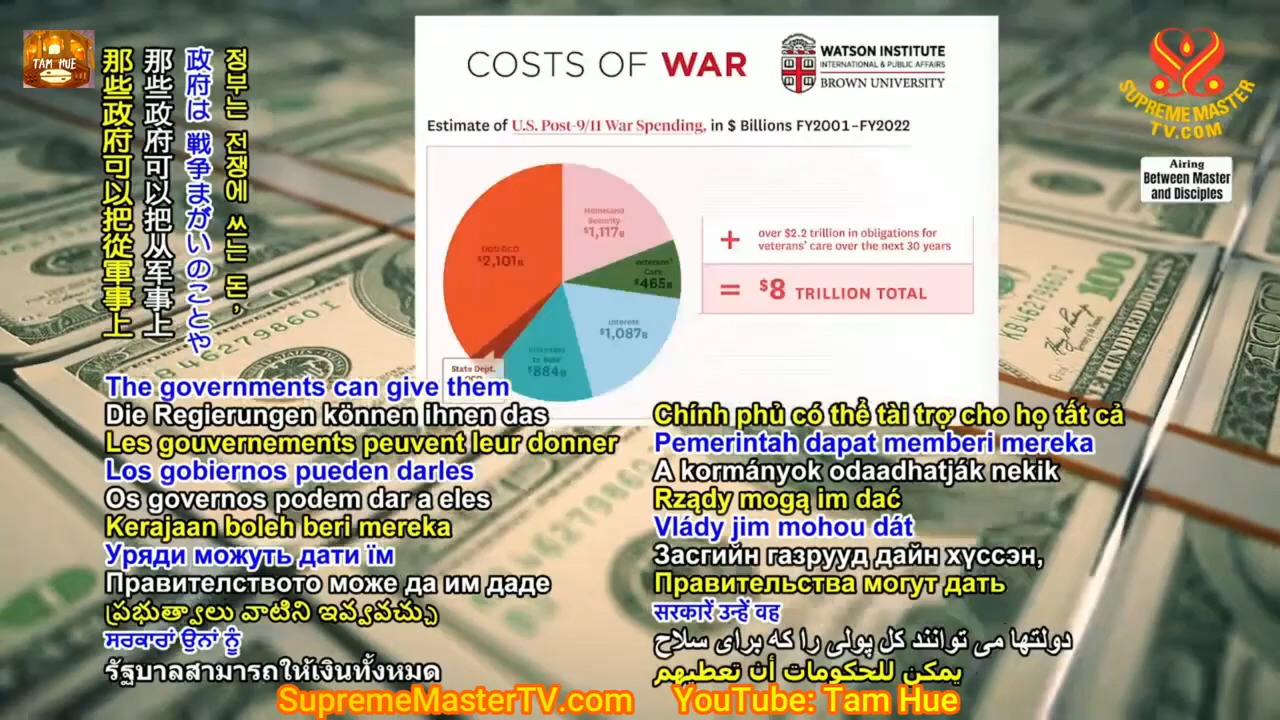 TAM HUE
정부는 전쟁에 쓰는 돈,
政府は 戦争まがいのことや
那些政府可以把从军事上
那些政府可以把從軍事上
COSTS OF WAR
WATSON INSTITUTE
INTERNATIONAL & PUBLIC AFFAIRS
BROWN UNIVERSITY
Estimate of U.S. Post-9/11 War Spending, in $ Billions FY2001–FY2022
Homeland
Security
$1,117B
DOD OCO
$2,101B
Veterans'
Care
$465B
Interest
$1,087B
$884B
State Dept.
+ over $2.2 trillion in obligations for
veterans' care over the next 30 years
= $8 TRILLION TOTAL
SUPREME MASTER
TV.COM
Airing
Between Master
and Disciples
The governments can give them
Die Regierungen können ihnen das
Les gouvernements peuvent leur donner
Los gobiernos pueden darles
Os governos podem dar a eles
Kerajaan boleh beri mereka
Уряди можуть дати їм
Правителството може да им даде
ప్రభుత్వాలు వాటిని ఇవ్వవచ్చు
ਸਰਕਾਰਾਂ ਉਨਾਂ ਨੂੰ
รัฐบาลสามารถให้เงินทั้งหมด
Chính phủ có thể tài trợ cho họ tất cả
Pemerintah dapat memberi mereka
A kormányok odaadhatják nekik
Rządy mogą im dać
Vlády jim mohou dát
Засгийн газрууд дайн хүссэн,
Правительства могут дать
सरकारें उन्हें वह
دولتها می توانند کل پولی را که برای سلاح
يمكن للحكومات أن تعطيهم
SupremeMasterTV.com YouTube: Tam Hue